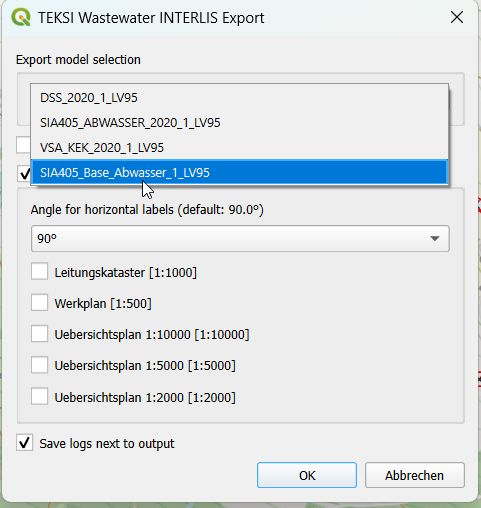 TEKSI Wastewater INTERLIS Export
Export model selection
DSS_2020_1_LV95
SIA405_ABWASSER_2020_1_LV95
VSA_KEK_2020_1_LV95
SIA405_Base_Abwasser_1_LV95
Angle for horizontal labels (default: 90.0º)
90º
Leitungskataster [1:1000]
Werkplan [1:500]
Uebersichtsplan 1:10000 [1:10000]
Uebersichtsplan 1:5000 [1:5000]
Uebersichtsplan 1:2000 [1:2000]
Save logs next to output
OK
Abbrechen